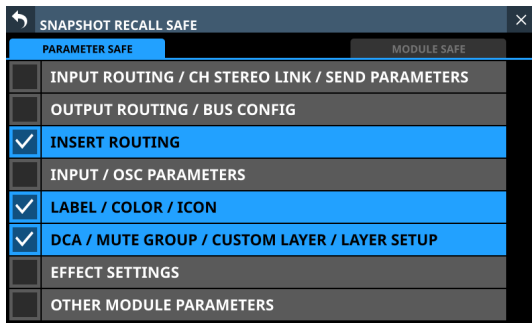 SNAPSHOT RECALL SAFE
PARAMETER SAFE
MODULE SAFE
INPUT ROUTING / CH STEREO LINK / SEND PARAMETERS
OUTPUT ROUTING / BUS CONFIG
INSERT ROUTING
INPUT / OSC PARAMETERS
LABEL / COLOR / ICON
DCA / MUTE GROUP / CUSTOM LAYER / LAYER SETUP
EFFECT SETTINGS
OTHER MODULE PARAMETERS